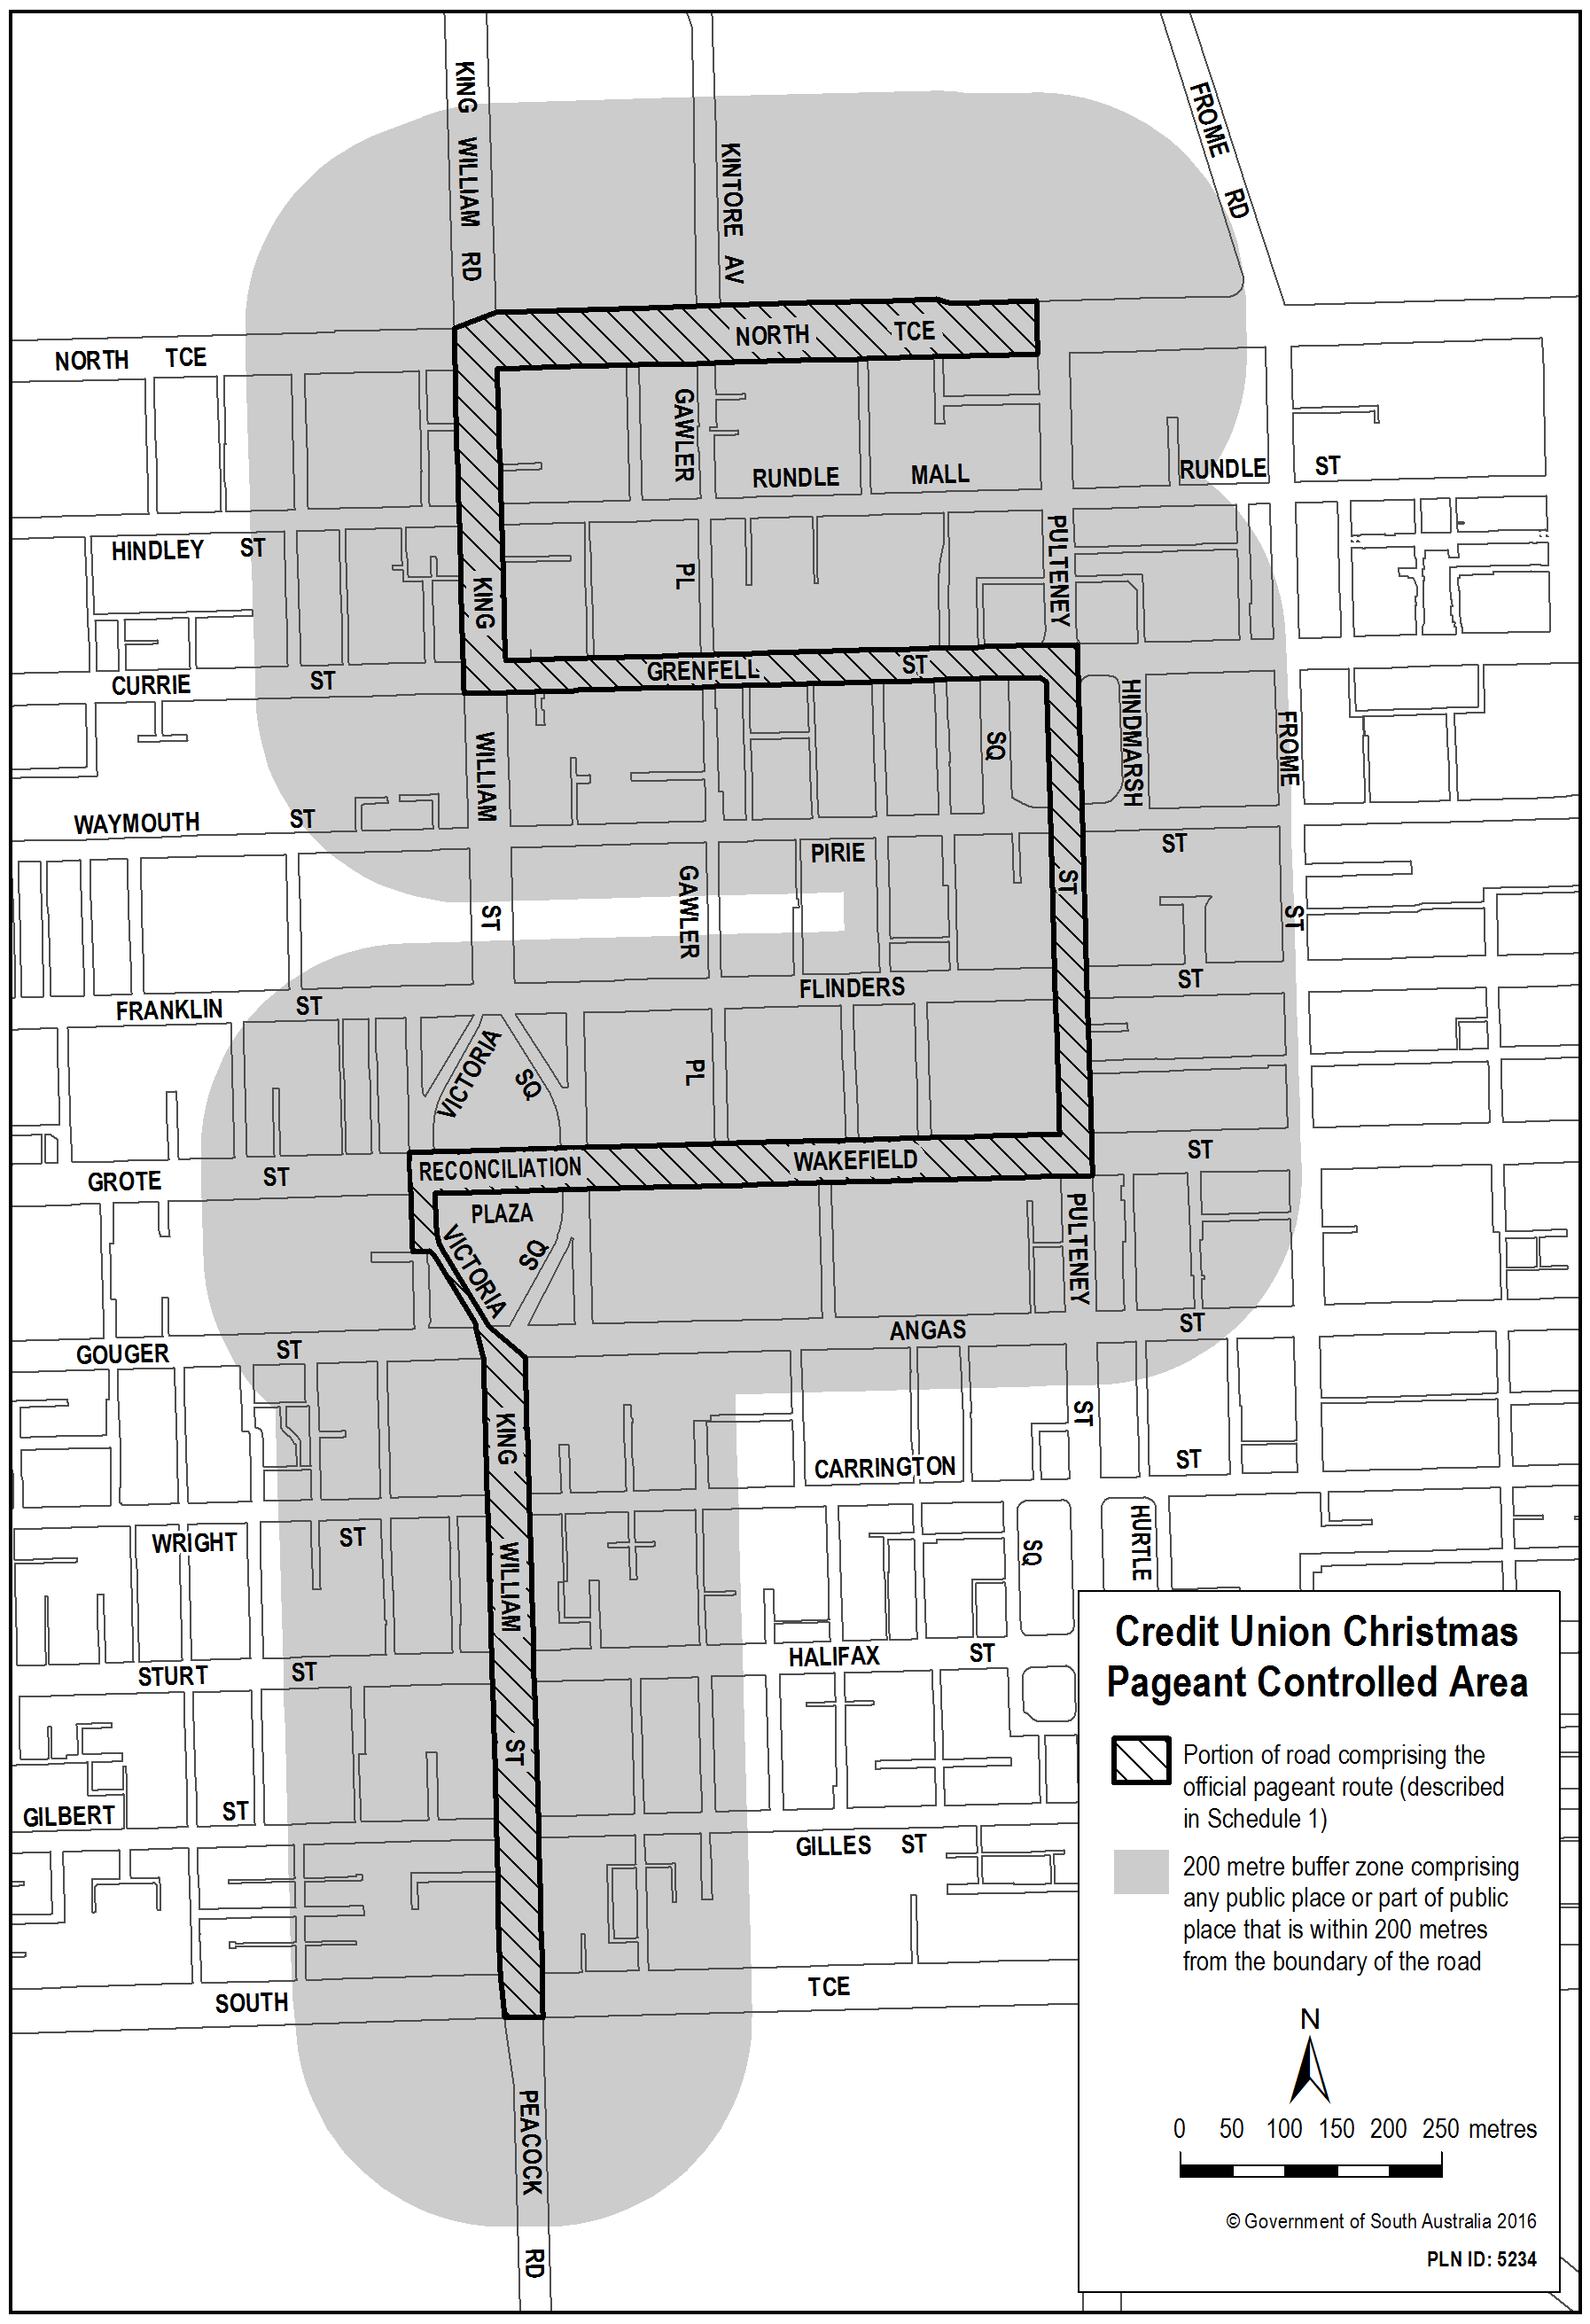 KING WILLIAM RD
KINTORE AV
FROME RD
NORTH TCE
NORTH TCE
GAWLER
RUNDLE MALL
RUNDLE ST
HINDLEY ST
KING
PL
PULTENEY
CURRIE ST
GRENFELL ST
WILLIAM
SQ
HINDMARSH
FROME
WAYMOUTH ST
PIRIE
ST
GAWLER
ST
ST
ST
FRANKLIN ST
FLINDERS
ST
VICTORIA SQ
PL
GROTE ST
RECONCILIATION
WAKEFIELD
ST
PLAZA
VICTORIA SQ
PULTENEY
GOUGER ST
ANGAS
ST
KING
ST
CARRINGTON
ST
WRIGHT ST
WILLIAM
SQ
HURTLE
STURT ST
HALIFAX ST
ST
GILBERT ST
GILLES ST
SOUTH
TCE
PEACOCK
RD
Credit Union Christmas
Pageant Controlled Area
Portion of road comprising the
official pageant route (described
in Schedule 1)
200 metre buffer zone comprising
any public place or part of public
place that is within 200 metres
from the boundary of the road
N
0 50 100 150 200 250 metres
© Government of South Australia 2016
PLN ID: 5234